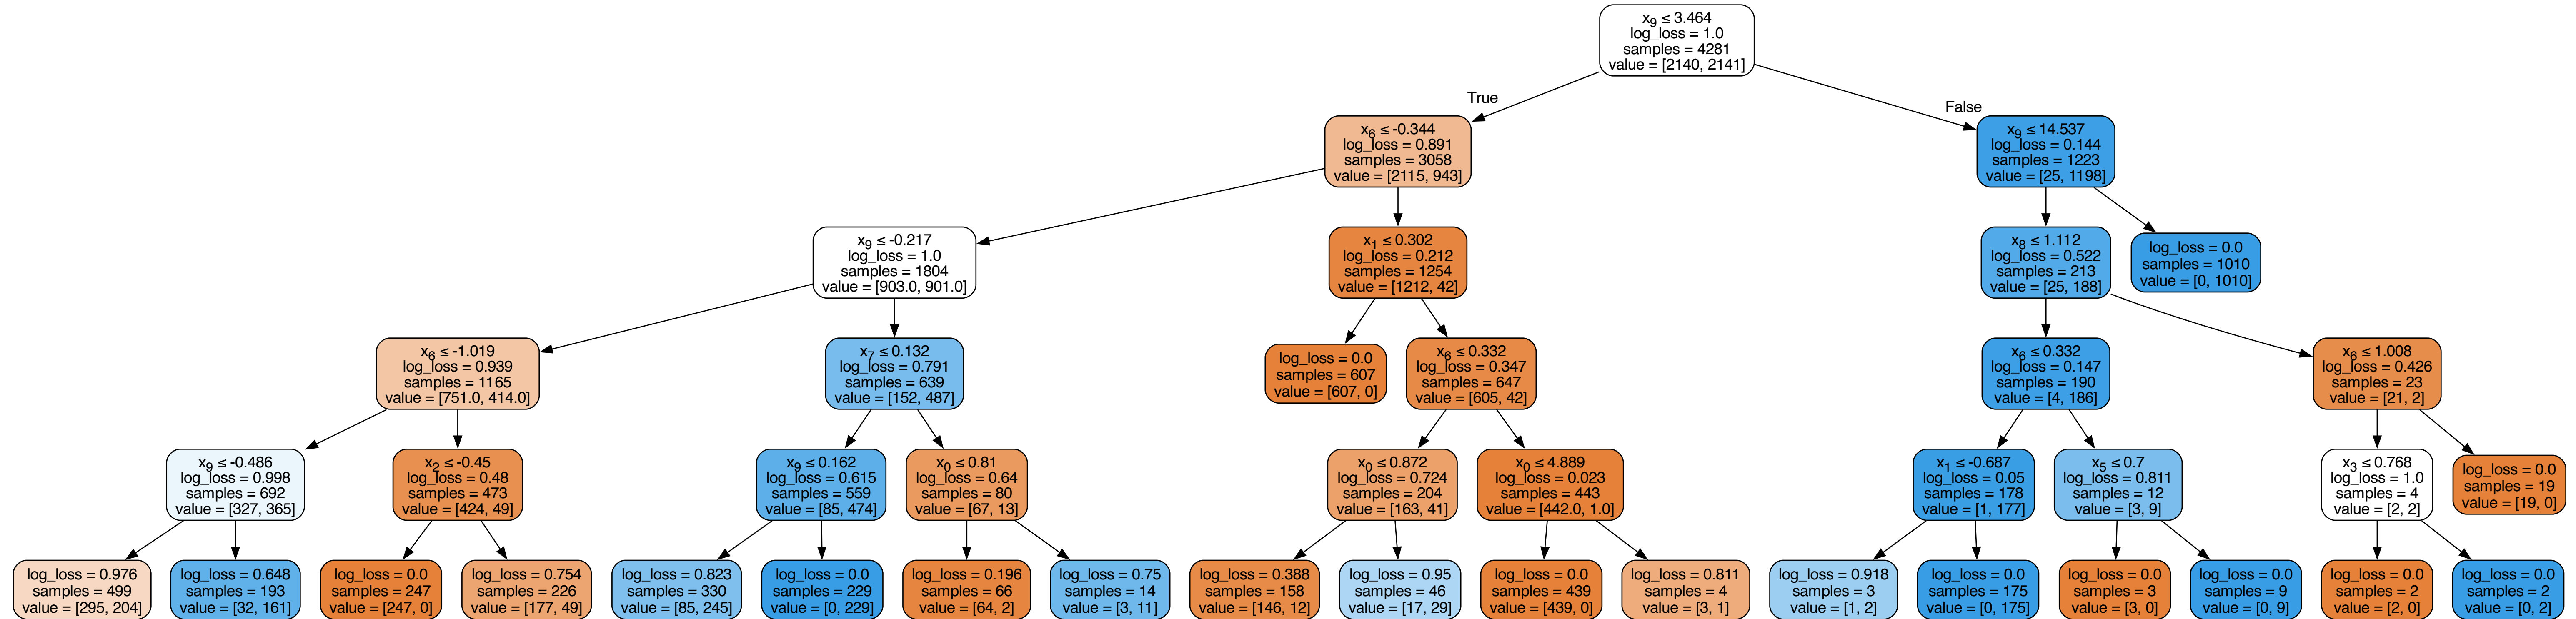 x9 ≤ 3.464
log_loss = 1.0
samples = 4281
value = [2140, 2141]
True
False
x6 ≤ -0.344
log_loss = 0.891
samples = 3058
value = [2115, 943]
x9 ≤ 14.537
log_loss = 0.144
samples = 1223
value = [25, 1198]
x9 ≤ -0.217
log_loss = 1.0
samples = 1804
value = [903.0, 901.0]
x1 ≤ 0.302
log_loss = 0.212
samples = 1254
value = [1212, 42]
x8 ≤ 1.112
log_loss = 0.522
samples = 213
value = [25, 188]
log_loss = 0.0
samples = 1010
value = [0, 1010]
x6 ≤ -1.019
log_loss = 0.939
samples = 1165
value = [751.0, 414.0]
x7 ≤ 0.132
log_loss = 0.791
samples = 639
value = [152, 487]
log_loss = 0.0
samples = 607
value = [607, 0]
x6 ≤ 0.332
log_loss = 0.347
samples = 647
value = [605, 42]
x6 ≤ 0.332
log_loss = 0.147
samples = 190
value = [4, 186]
x6 ≤ 1.008
log_loss = 0.426
samples = 23
value = [21, 2]
x9 ≤ -0.486
log_loss = 0.998
samples = 692
value = [327, 365]
x2 ≤ -0.45
log_loss = 0.48
samples = 473
value = [424, 49]
x9 ≤ 0.162
log_loss = 0.615
samples = 559
value = [85, 474]
x0 ≤ 0.81
log_loss = 0.64
samples = 80
value = [67, 13]
x0 ≤ 0.872
log_loss = 0.724
samples = 204
value = [163, 41]
x0 ≤ 4.889
log_loss = 0.023
samples = 443
value = [442.0, 1.0]
x1 ≤ -0.687
log_loss = 0.05
samples = 178
value = [1, 177]
x5 ≤ 0.7
log_loss = 0.811
samples = 12
value = [3, 9]
x3 ≤ 0.768
log_loss = 1.0
samples = 4
value = [2, 2]
log_loss = 0.0
samples = 19
value = [19, 0]
log_loss = 0.976
samples = 499
value = [295, 204]
log_loss = 0.648
samples = 193
value = [32, 161]
log_loss = 0.0
samples = 247
value = [247, 0]
log_loss = 0.754
samples = 226
value = [177, 49]
log_loss = 0.823
samples = 330
value = [85, 245]
log_loss = 0.0
samples = 229
value = [0, 229]
log_loss = 0.196
samples = 66
value = [64, 2]
log_loss = 0.75
samples = 14
value = [3, 11]
log_loss = 0.388
samples = 158
value = [146, 12]
log_loss = 0.95
samples = 46
value = [17, 29]
log_loss = 0.0
samples = 439
value = [439, 0]
log_loss = 0.811
samples = 4
value = [3, 1]
log_loss = 0.918
samples = 3
value = [1, 2]
log_loss = 0.0
samples = 175
value = [0, 175]
log_loss = 0.0
samples = 3
value = [3, 0]
log_loss = 0.0
samples = 9
value = [0, 9]
log_loss = 0.0
samples = 2
value = [2, 0]
log_loss = 0.0
samples = 2
value = [0, 2]